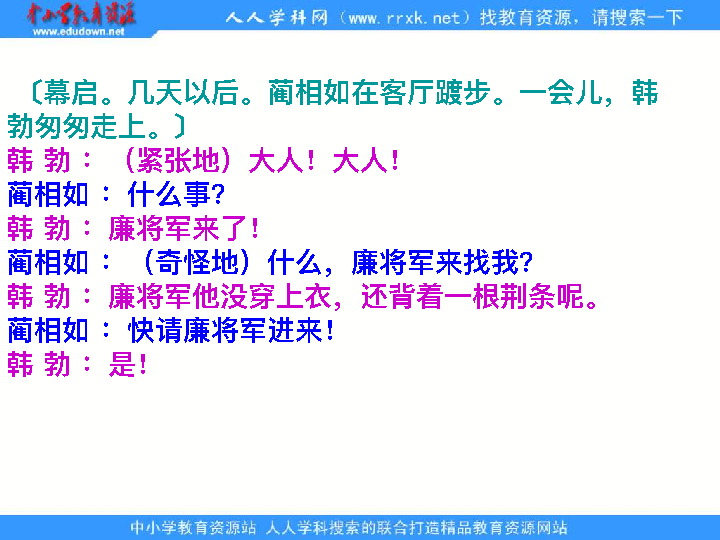 中小学教育资源
www.edudown.net
人人学科网（www.rrxk.net）找教育资源，请搜索一下
〔幕启。几天以后。蔺相如在客厅踱步。一会儿，韩
勃匆匆走上。〕
韩 勃：（紧张地）大人！大人！
蔺相如：什么事？
韩 勃：廉将军来了！
蔺相如：（奇怪地）什么，廉将军来找我？
韩 勃：廉将军他没穿上衣，还背着一根荆条呢。
蔺相如：快请廉将军进来！
韩 勃：是！
中小学教育资源站 人人学科搜索的联合打造精品教育资源网站